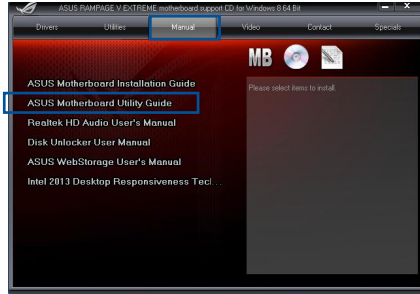 ASUS RAMPAGE V EXTREME motherboard support CD for Windows 8 64 Bit
Drivers Utilities Manual Video Contact Specials
MB
ASUS Motherboard Installation Guide
Please select items to install.
ASUS Motherboard Utility Guide
Realtek HD Audio User's Manual
Disk Unlocker User Manual
ASUS WebStorage User's Manual
Intel 2013 Desktop Responsiveness Tecl...